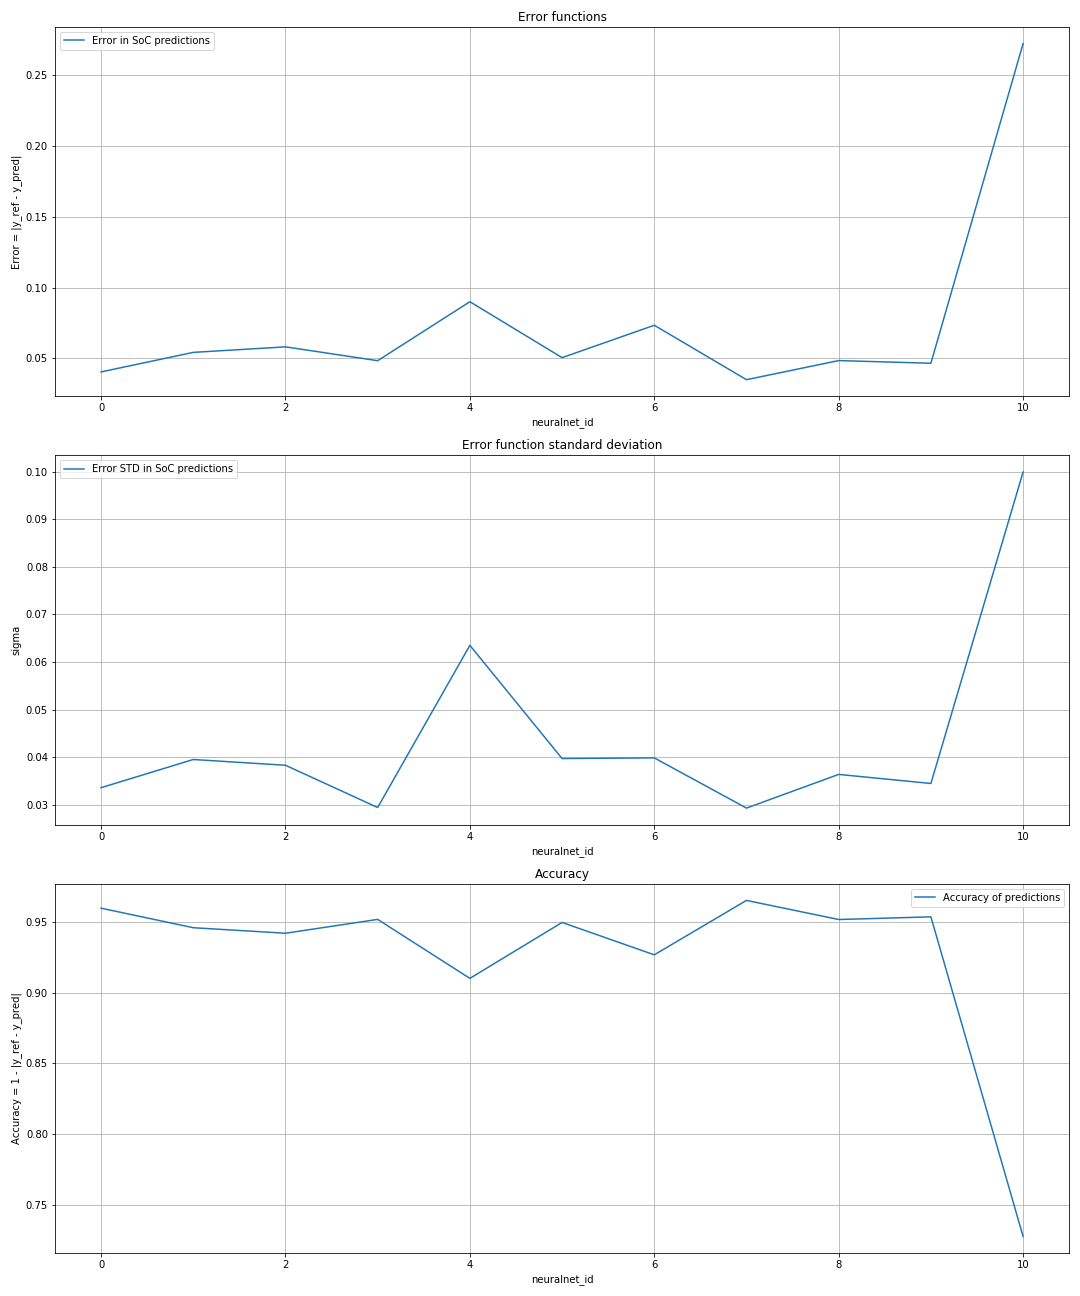 Error functions
Error in SoC predictions
Error = |y_ref - y_pred|
0.25
0.20
0.15
0.10
0.05
0 2 4 6 8 10
neuralnet_id
Error function standard deviation
Error STD in SoC predictions
sigma
0.10
0.09
0.08
0.07
0.06
0.05
0.04
0.03
0 2 4 6 8 10
neuralnet_id
Accuracy
Accuracy of predictions
Accuracy = 1 - |y_ref - y_pred|
0.95
0.90
0.85
0.80
0.75
0 2 4 6 8 10
neuralnet_id